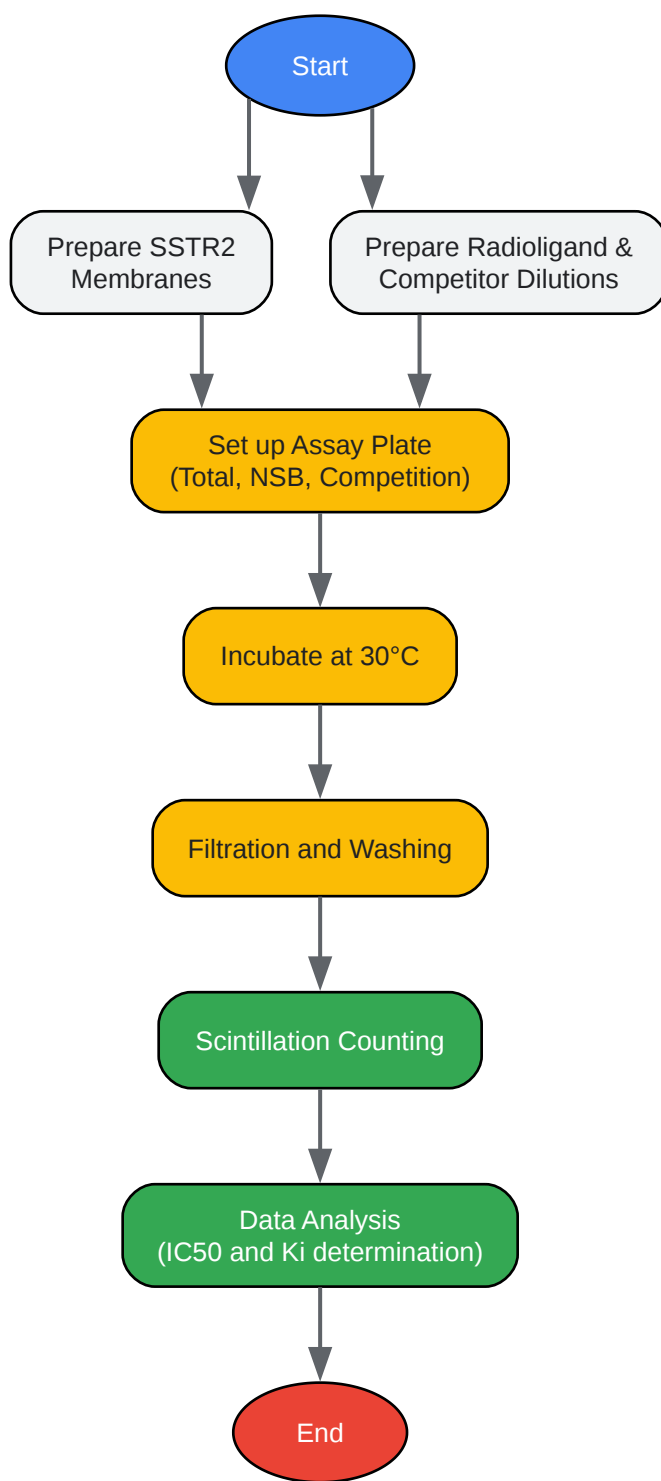 Start
Prepare SSTR2
Membranes
Prepare Radioligand &
Competitor Dilutions
Set up Assay Plate
(Total, NSB, Competition)
Incubate at 30°C
Filtration and Washing
Scintillation Counting
Data Analysis
(IC50 and Ki determination)
End